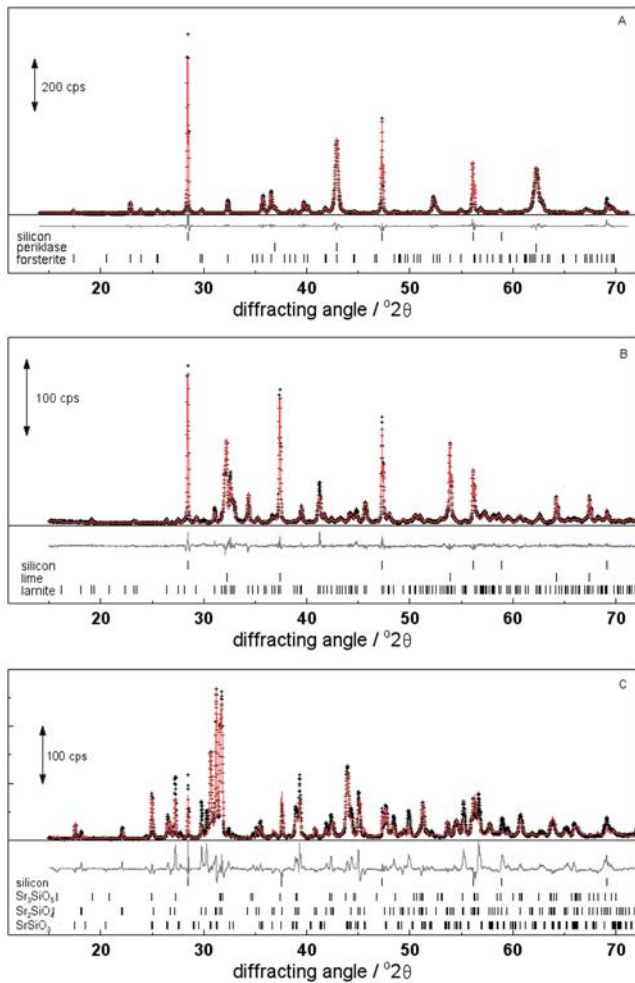 A
200 cps
silicon
periklase
forsterite
20 30 40 50 60 70
diffracting angle / °2θ
B
100 cps
silicon
lime
larnite
20 30 40 50 60 70
diffracting angle / °2θ
C
100 cps
silicon
Sr₃SiO₅
Sr₂SiO₄
SrSiO₃
20 30 40 50 60 70
diffracting angle / °2θ